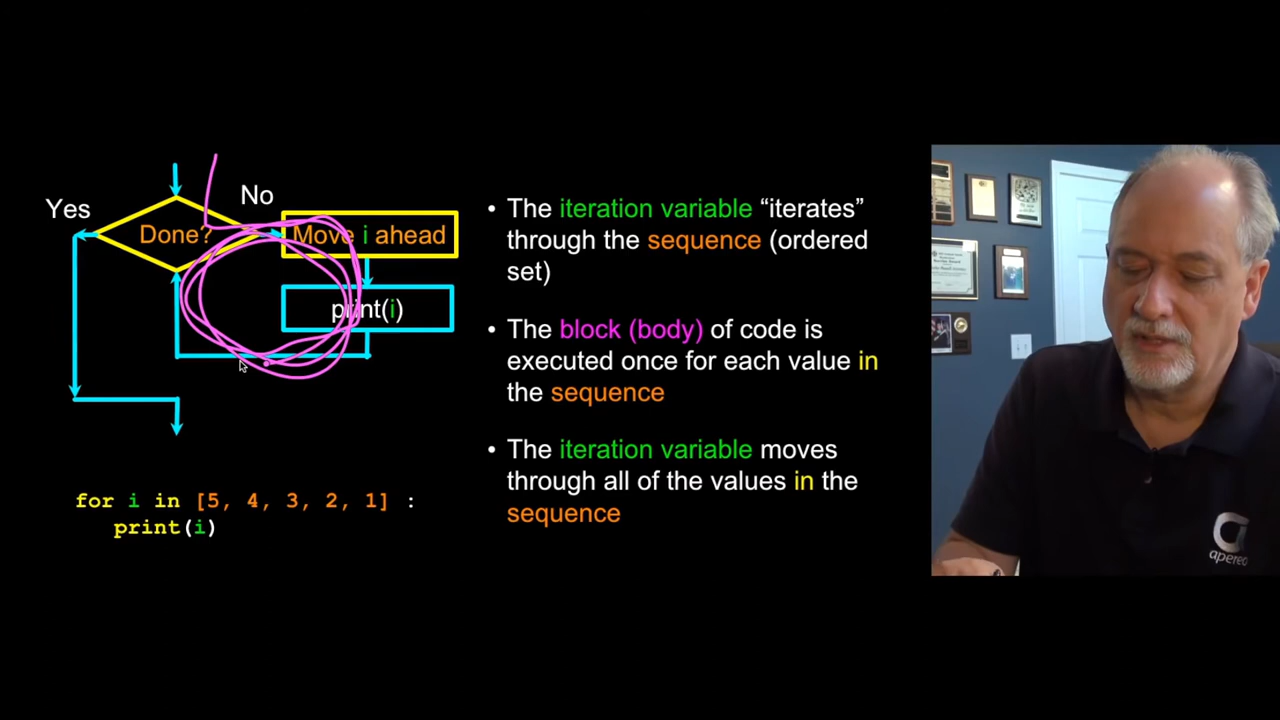 Yes
No
Done?
Move i ahead
print(i)
for i in [5, 4, 3, 2, 1] :
print(i)
• The iteration variable “iterates”
through the sequence (ordered
set)
• The block (body) of code is
executed once for each value in
the sequence
• The iteration variable moves
through all of the values in the
sequence
apereo